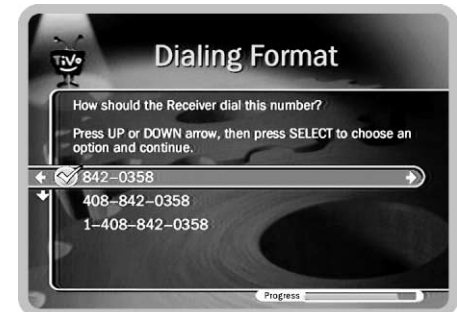 TiVo
Dialing Format
How should the Receiver dial this number?
Press UP or DOWN arrow, then press SELECT to choose an
option and continue.
842–0358
408–842–0358
1–408–842–0358
Progress